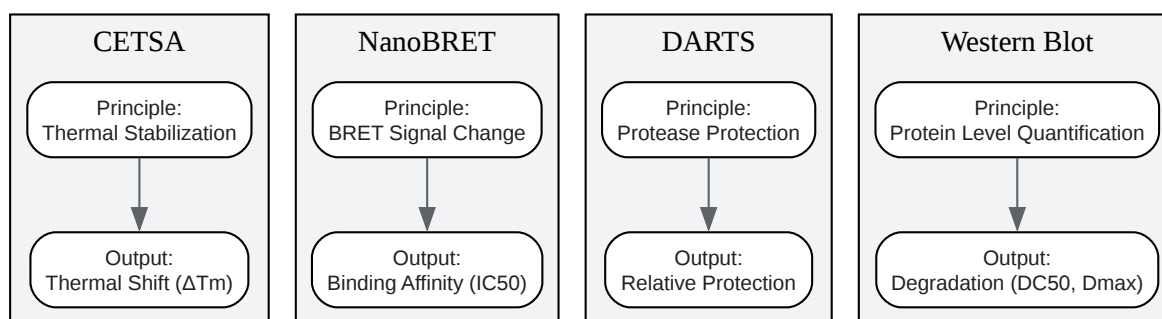 CETSA
Principle:
Thermal Stabilization
Output:
Thermal Shift (ΔTm)
NanoBRET
Principle:
BRET Signal Change
Output:
Binding Affinity (IC50)
DARTS
Principle:
Protease Protection
Output:
Relative Protection
Western Blot
Principle:
Protein Level Quantification
Output:
Degradation (DC50, Dmax)